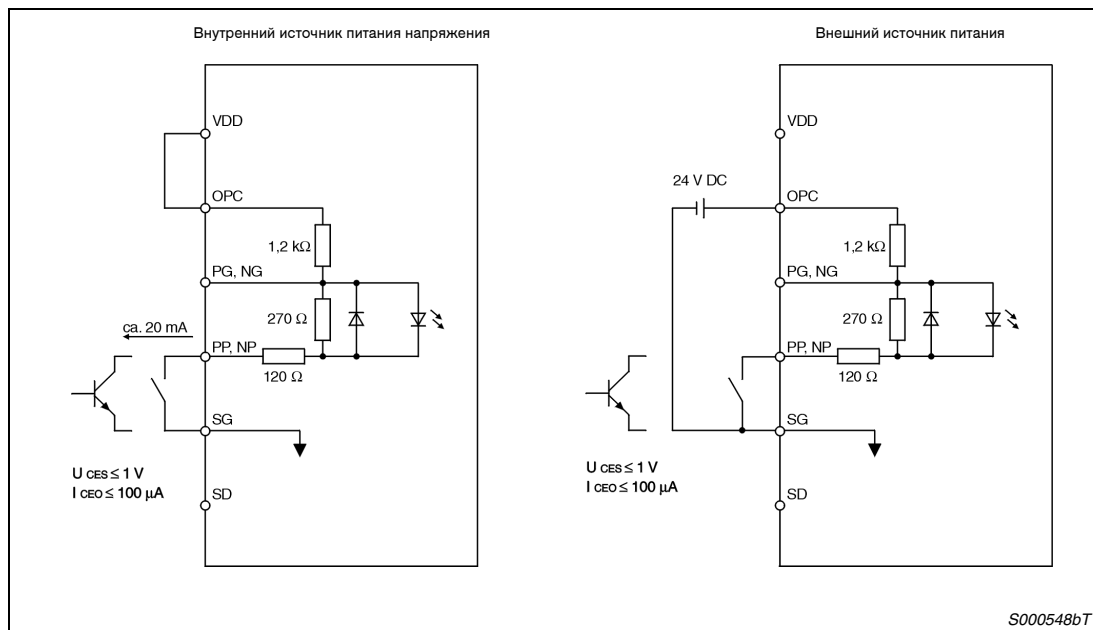 Внутренний источник питания напряжения
VDD
OPC
1,2 kΩ
PG, NG
270 Ω
ca. 20 mA
PP, NP
120 Ω
SG
U CES ≤ 1 V
I CEO ≤ 100 µA
SD
Внешний источник питания
VDD
24 V DC
OPC
1,2 kΩ
PG, NG
270 Ω
PP, NP
120 Ω
SG
U CES ≤ 1 V
I CEO ≤ 100 µA
SD
S000548bT